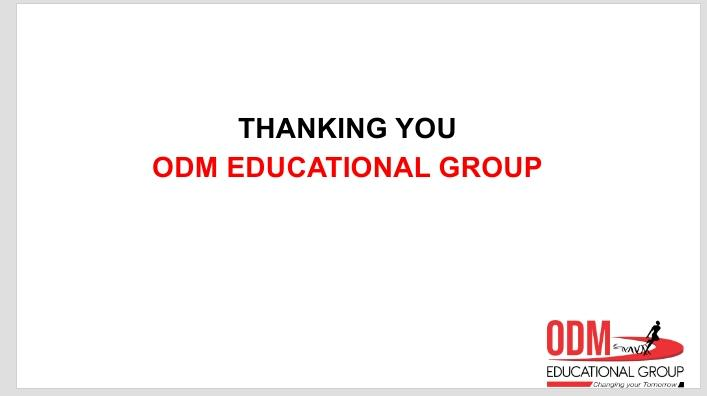 THANKING YOU
ODM EDUCATIONAL GROUP
ODM
EDUCATIONAL GROUP
Changing your Tomorrow